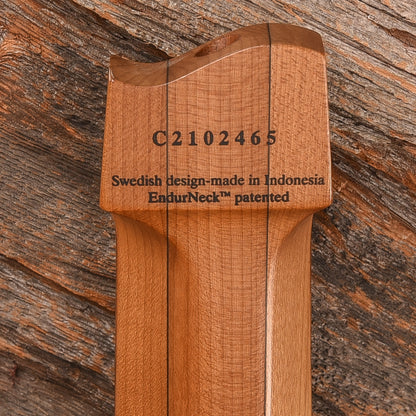 C2102465
Swedish design-made in Indonesia
EndurNeck™ patented